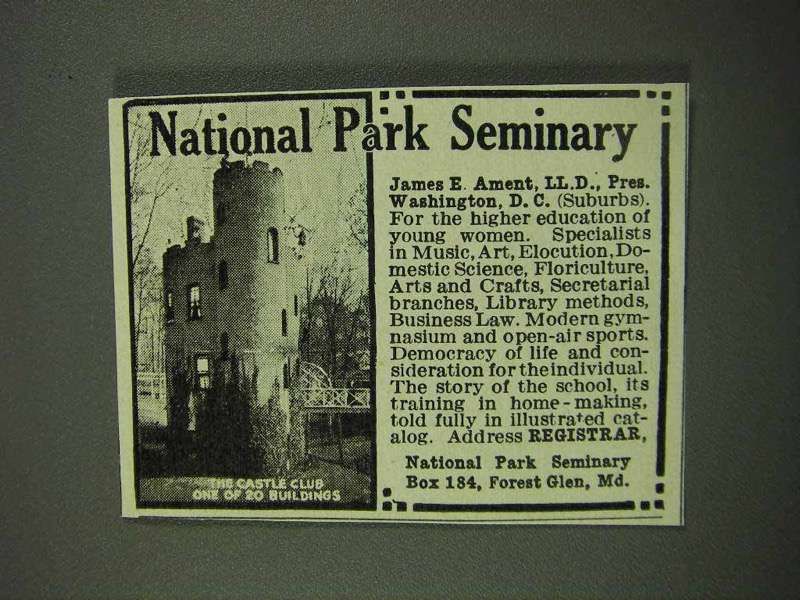 National Park Seminary
James E. Ament, LL.D., Pres.
Washington, D. C. (Suburbs).
For the higher education of
young women. Specialists
in Music, Art, Elocution, Do-
mestic Science, Floriculture,
Arts and Crafts, Secretarial
branches, Library methods,
Business Law. Modern gym-
nasium and open-air sports.
Democracy of life and con-
sideration for the individual.
The story of the school, its
training in home-making,
told fully in illustrated cat-
alog. Address REGISTRAR,
National Park Seminary
Box 184, Forest Glen, Md.
THE CASTLE CLUB
ONE OF 20 BUILDINGS